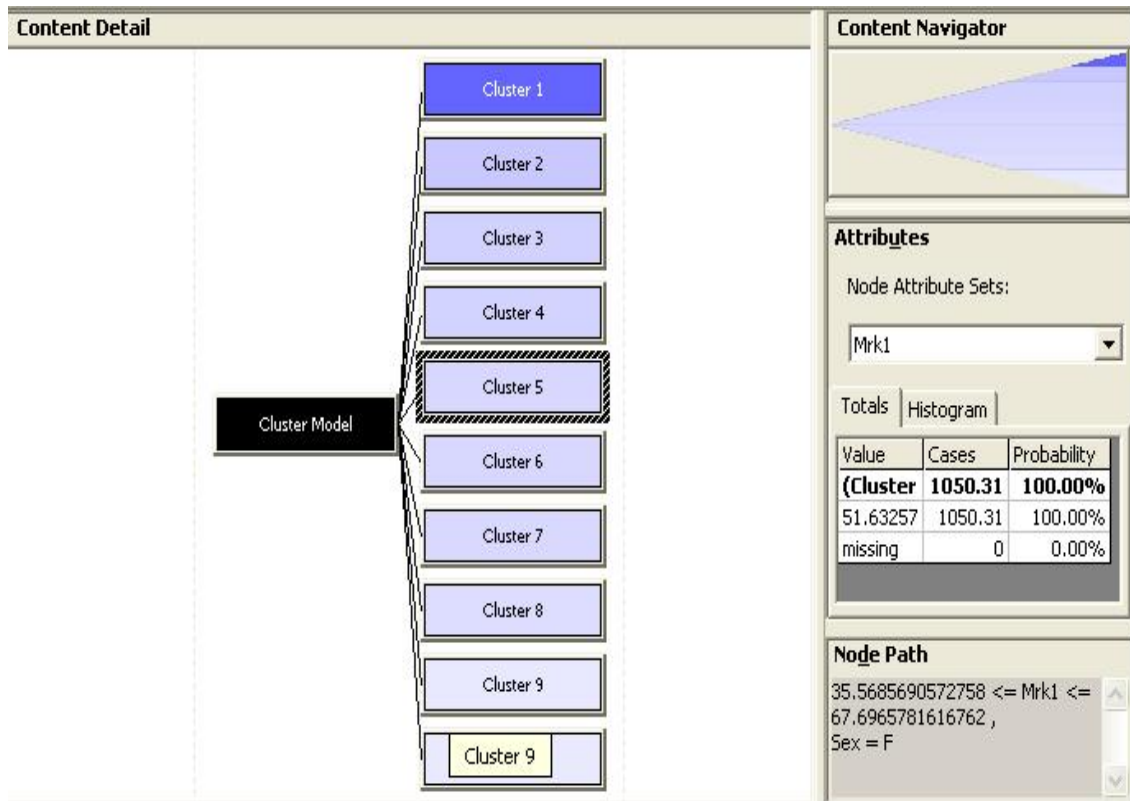 Content Detail
Cluster Model
Cluster 1
Cluster 2
Cluster 3
Cluster 4
Cluster 5
Cluster 6
Cluster 7
Cluster 8
Cluster 9
Cluster 9
Content Navigator
Attributes
Node Attribute Sets:
Mrk1
Totals Histogram
Value Cases Probability
(Cluster 1050.31 100.00%
51.63257 1050.31 100.00%
missing 0 0.00%
Node Path
35.5685690572758 <= Mrk1 <=
67.6965781616762 ,
Sex = F